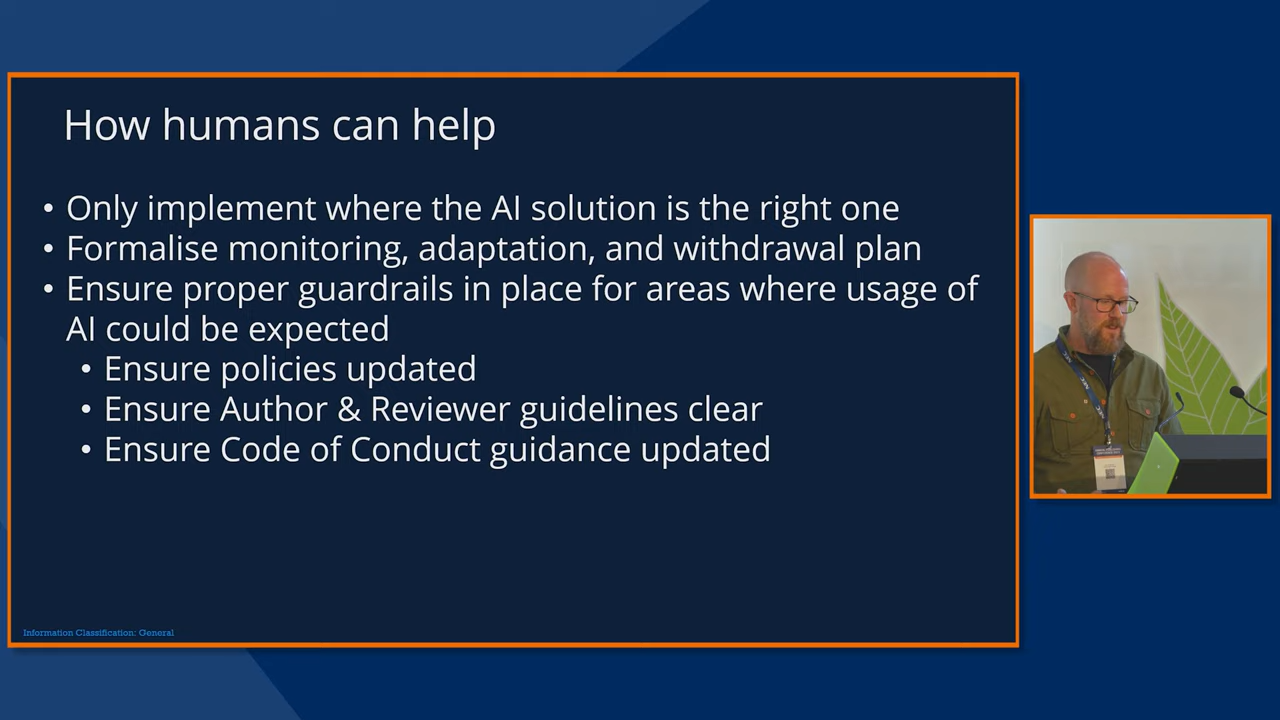 How humans can help
• Only implement where the AI solution is the right one
• Formalise monitoring, adaptation, and withdrawal plan
• Ensure proper guardrails in place for areas where usage of
AI could be expected
• Ensure policies updated
• Ensure Author & Reviewer guidelines clear
• Ensure Code of Conduct guidance updated
Information Classification: General